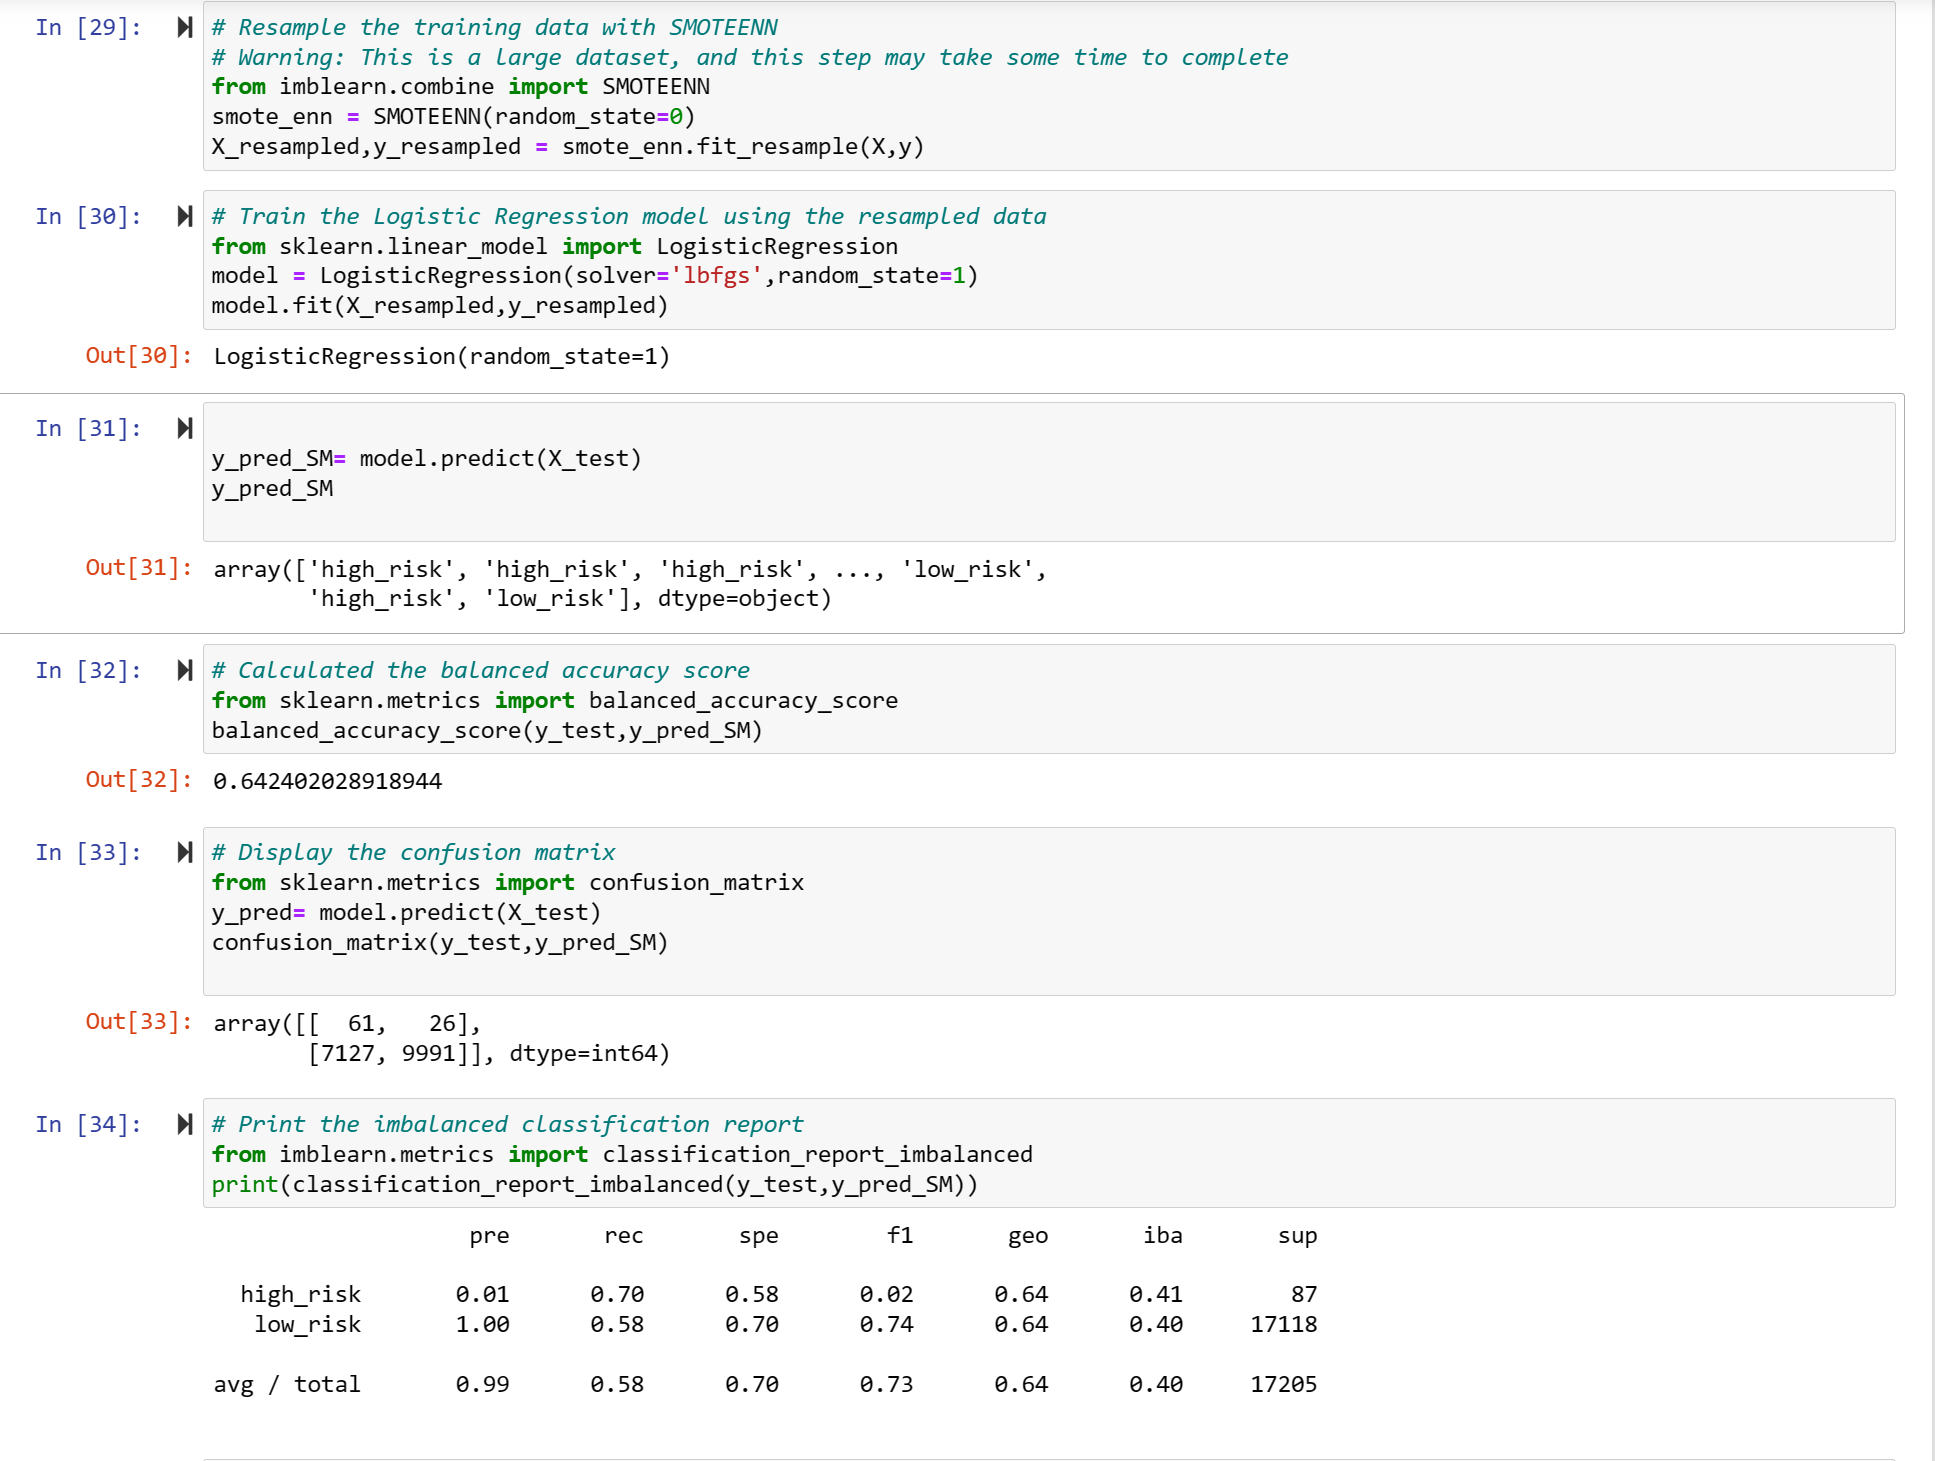 In [29]: # Resample the training data with SMOTEENN
# Warning: This is a large dataset, and this step may take some time to complete
from imblearn.combine import SMOTEENN
smote_enn = SMOTEENN(random_state=0)
X_resampled,y_resampled = smote_enn.fit_resample(X,y)
In [30]: # Train the Logistic Regression model using the resampled data
from sklearn.linear_model import LogisticRegression
model = LogisticRegression(solver='lbfgs',random_state=1)
model.fit(X_resampled,y_resampled)
Out[30]: LogisticRegression(random_state=1)
In [31]:
y_pred_SM= model.predict(X_test)
y_pred_SM
Out[31]: array(['high_risk', 'high_risk', 'high_risk', ..., 'low_risk',
'high_risk', 'low_risk'], dtype=object)
In [32]: # Calculated the balanced accuracy score
from sklearn.metrics import balanced_accuracy_score
balanced_accuracy_score(y_test,y_pred_SM)
Out[32]: 0.642402028918944
In [33]: # Display the confusion matrix
from sklearn.metrics import confusion_matrix
y_pred= model.predict(X_test)
confusion_matrix(y_test,y_pred_SM)
Out[33]: array([[  61,   26],
[7127, 9991]], dtype=int64)
In [34]: # Print the imbalanced classification report
from imblearn.metrics import classification_report_imbalanced
print(classification_report_imbalanced(y_test,y_pred_SM))
pre rec spe f1 geo iba sup
high_risk 0.01 0.70 0.58 0.02 0.64 0.41 87
low_risk 1.00 0.58 0.70 0.74 0.64 0.40 17118
avg / total 0.99 0.58 0.70 0.73 0.64 0.40 17205